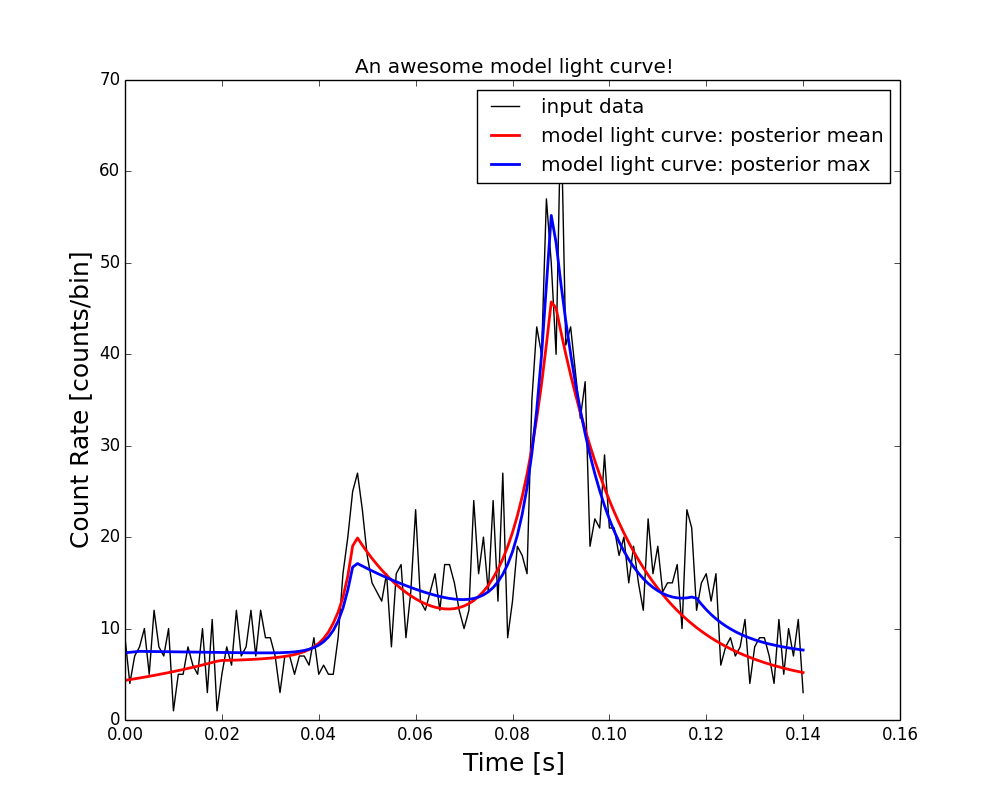 An awesome model light curve!
input data
model light curve: posterior mean
model light curve: posterior max
Count Rate [counts/bin]
70
60
50
40
30
20
10
0
0.00 0.02 0.04 0.06 0.08 0.10 0.12 0.14 0.16
Time [s]